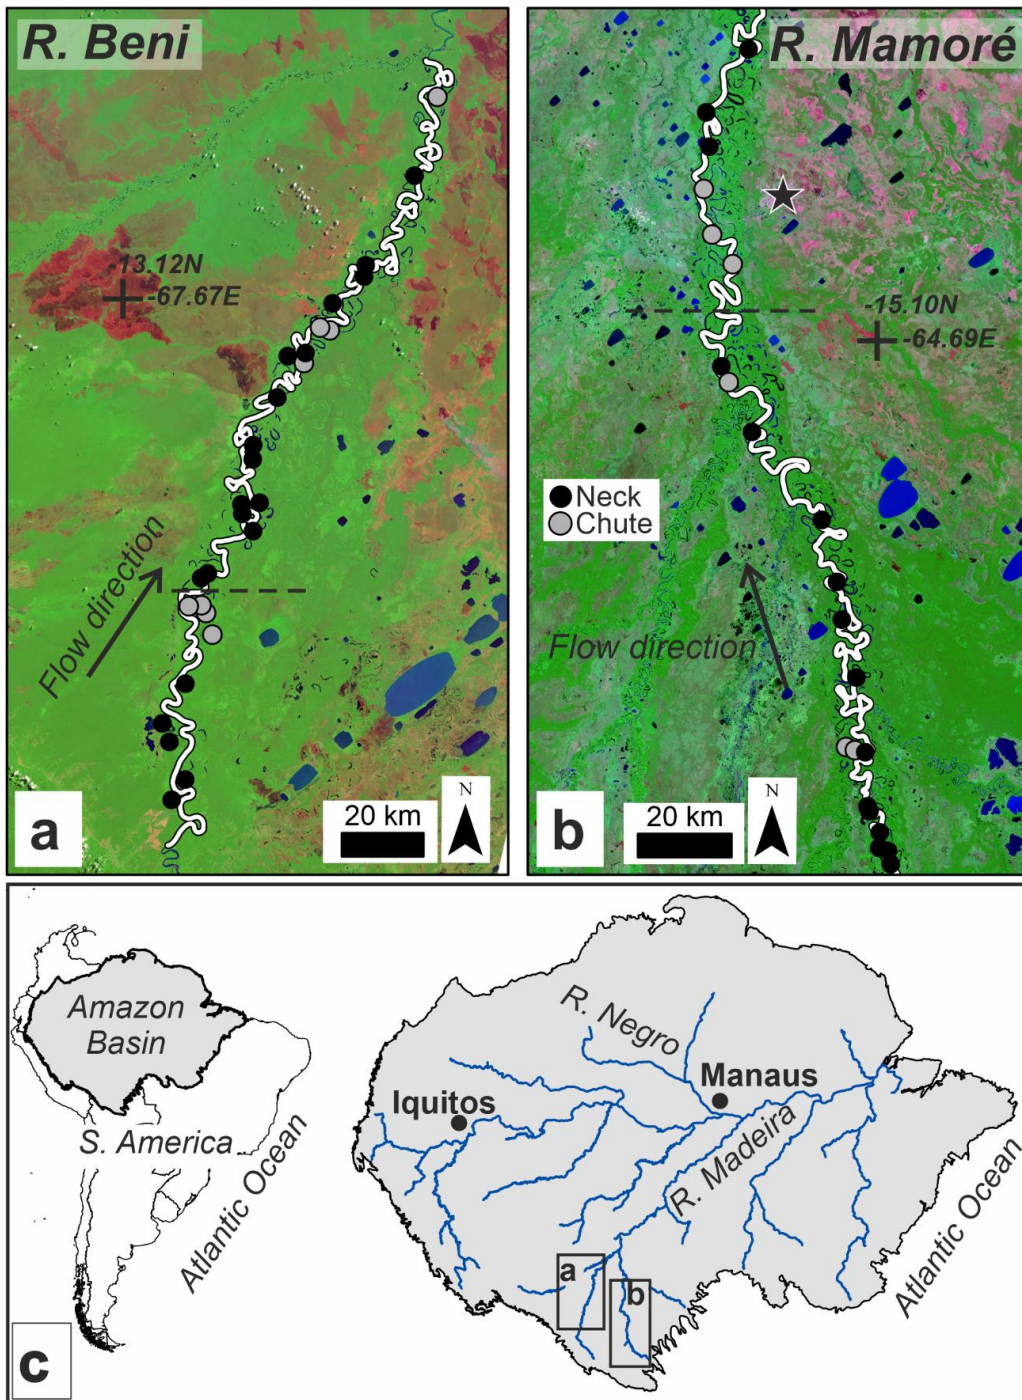 R. Beni
-13.12N
-67.67E
Flow direction
a
20 km
N
R. Mamoré
-15.10N
-64.69E
Neck
Chute
Flow direction
b
20 km
N
Amazon
Basin
S. America
Atlantic Ocean
c
R. Negro
Manaus
Iquitos
R. Madeira
a
b
Atlantic Ocean